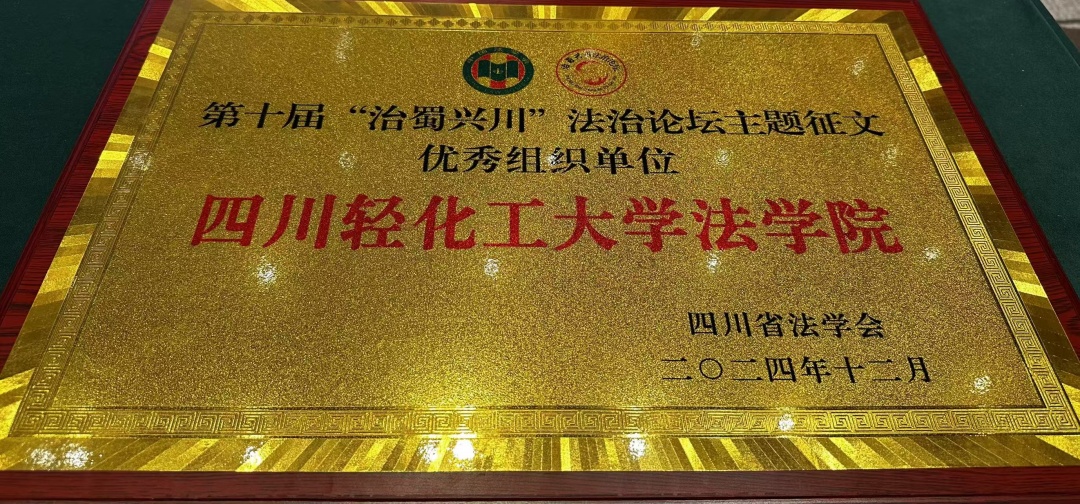 第十届“治蜀兴川”法治论坛主题征文
优秀组织单位
四川轻化工大学法学院
四川省法学会
二〇二四年十二月